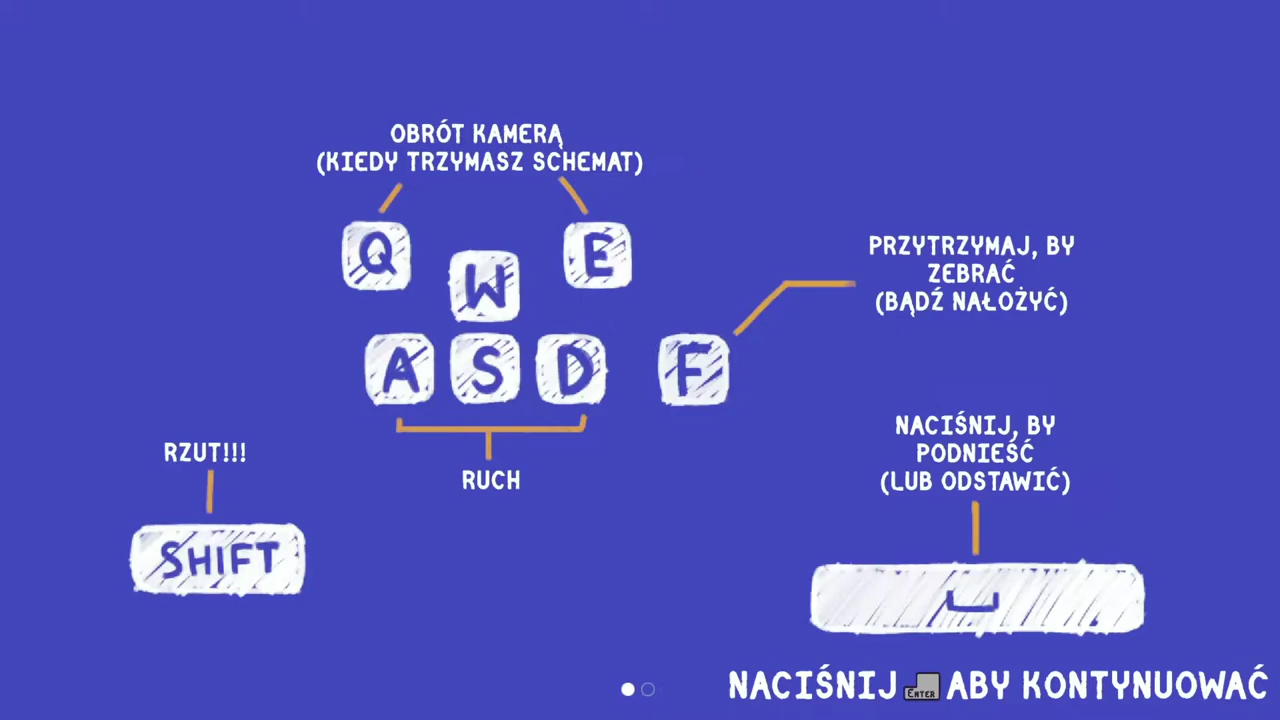 OBRÓT KAMERĄ
(KIEDY TRZYMASZ SCHEMAT)
Q
W
E
PRZYTRZYMAJ, BY
ZEBRAĆ
(BĄDŹ NAŁOŻYĆ)
A S D F
RUCH
RZUT!!!
SHIFT
NACIŚNIJ, BY
PODNIEŚĆ
(LUB ODSTAWIĆ)
NACIŚNIJ ENTER ABY KONTYNUOWAĆ